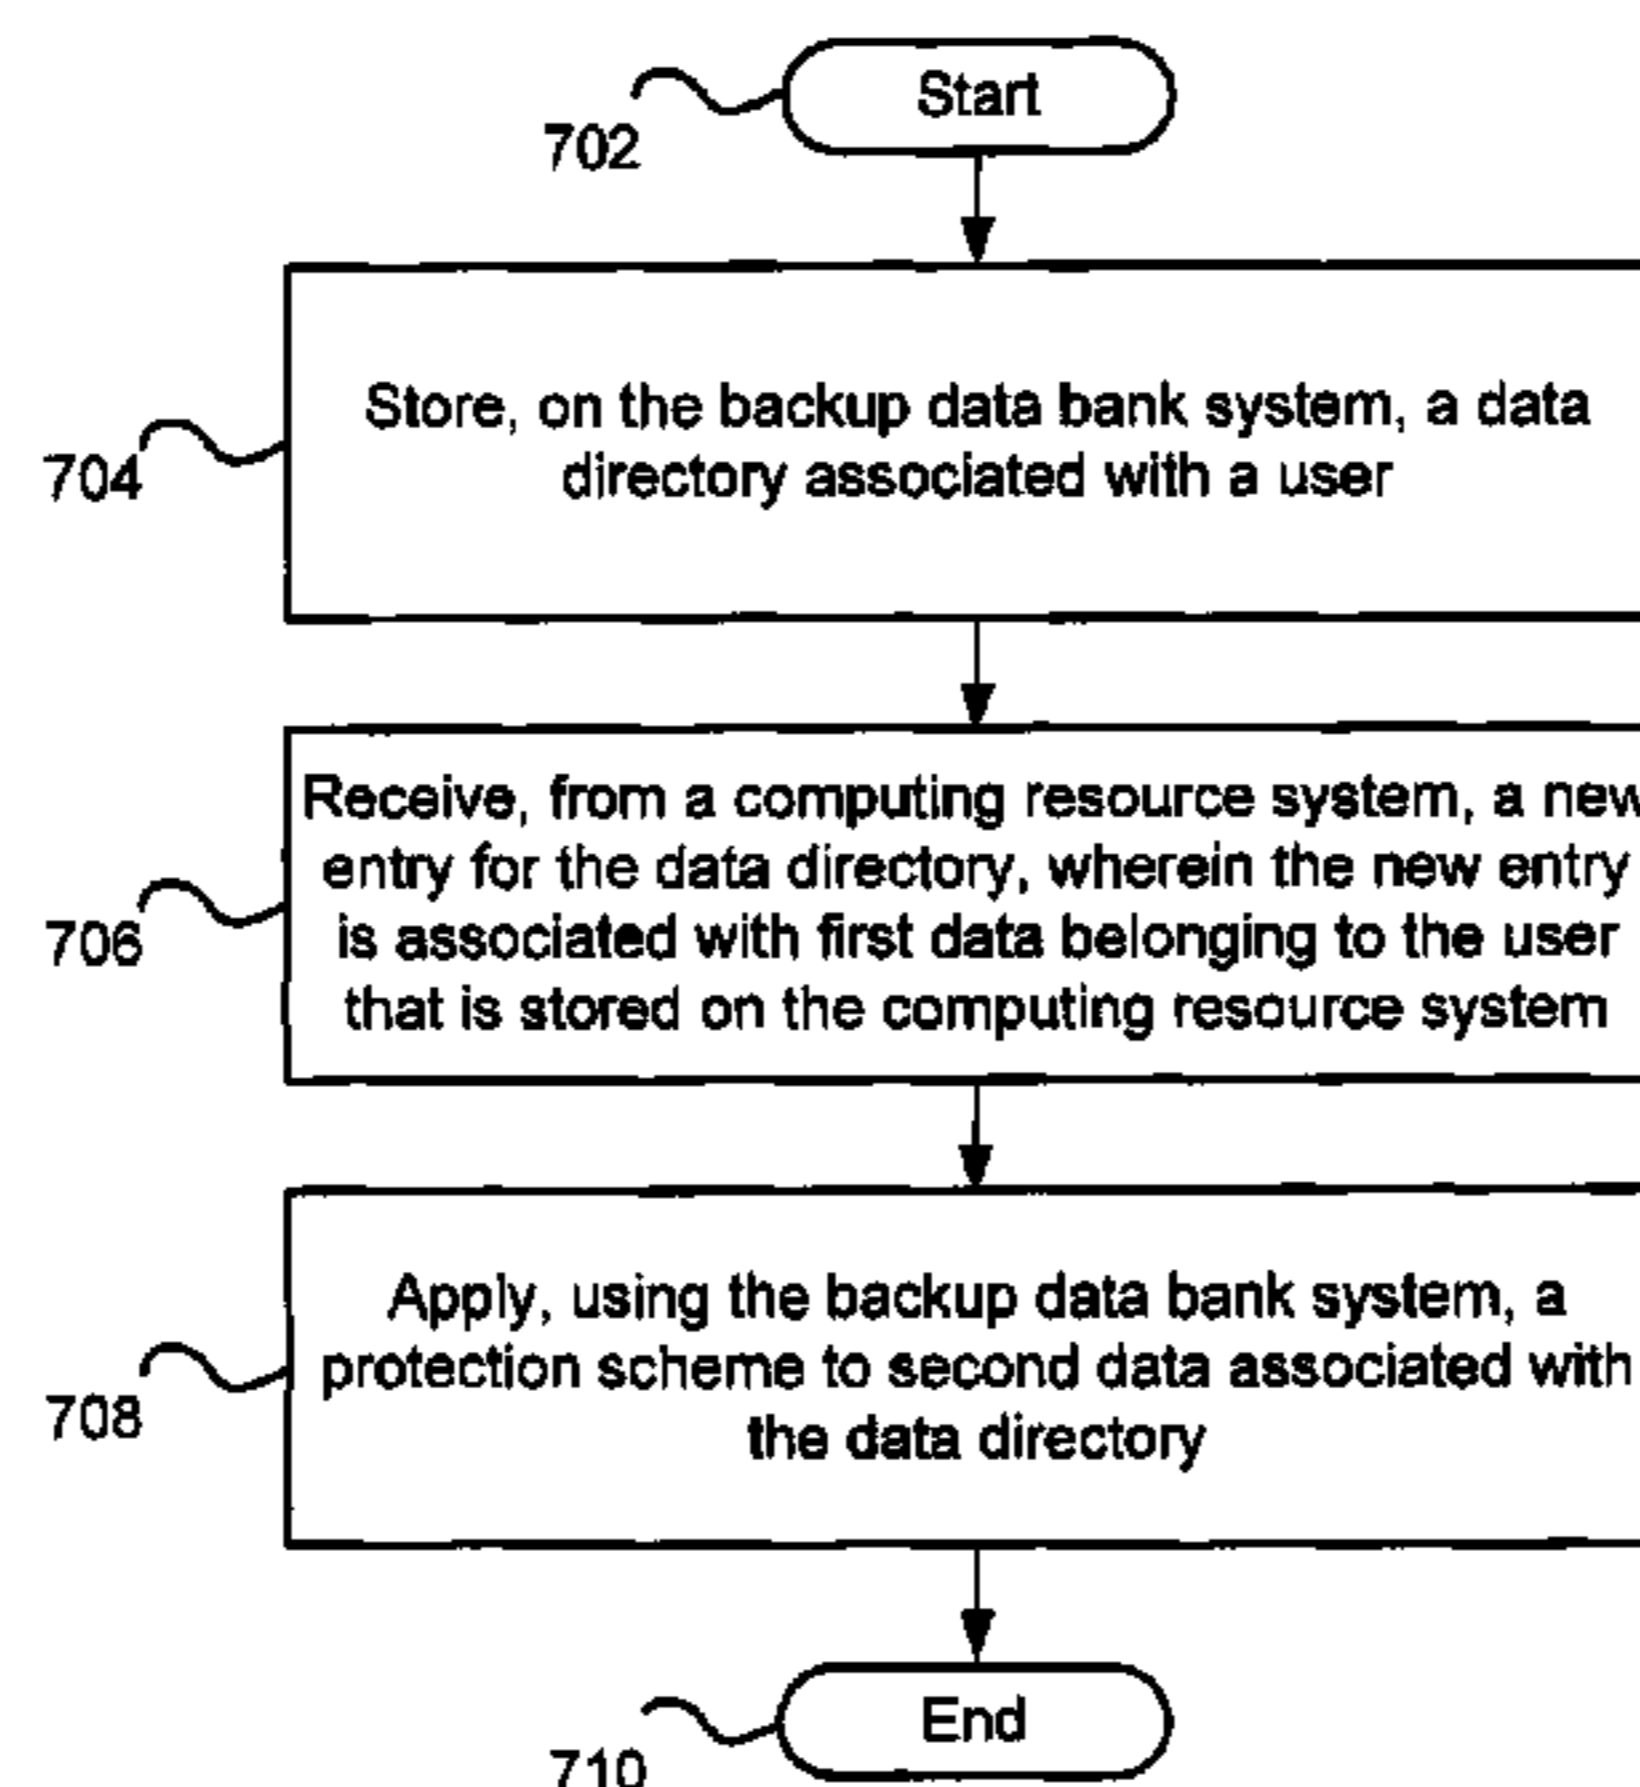 Start
702
Store, on the backup data bank system, a data
directory associated with a user
704
Receive, from a computing resource system, a new
entry for the data directory, wherein the new entry
is associated with first data belonging to the user
that is stored on the computing resource system
706
Apply, using the backup data bank system, a
protection scheme to second data associated with
the data directory
708
End
710